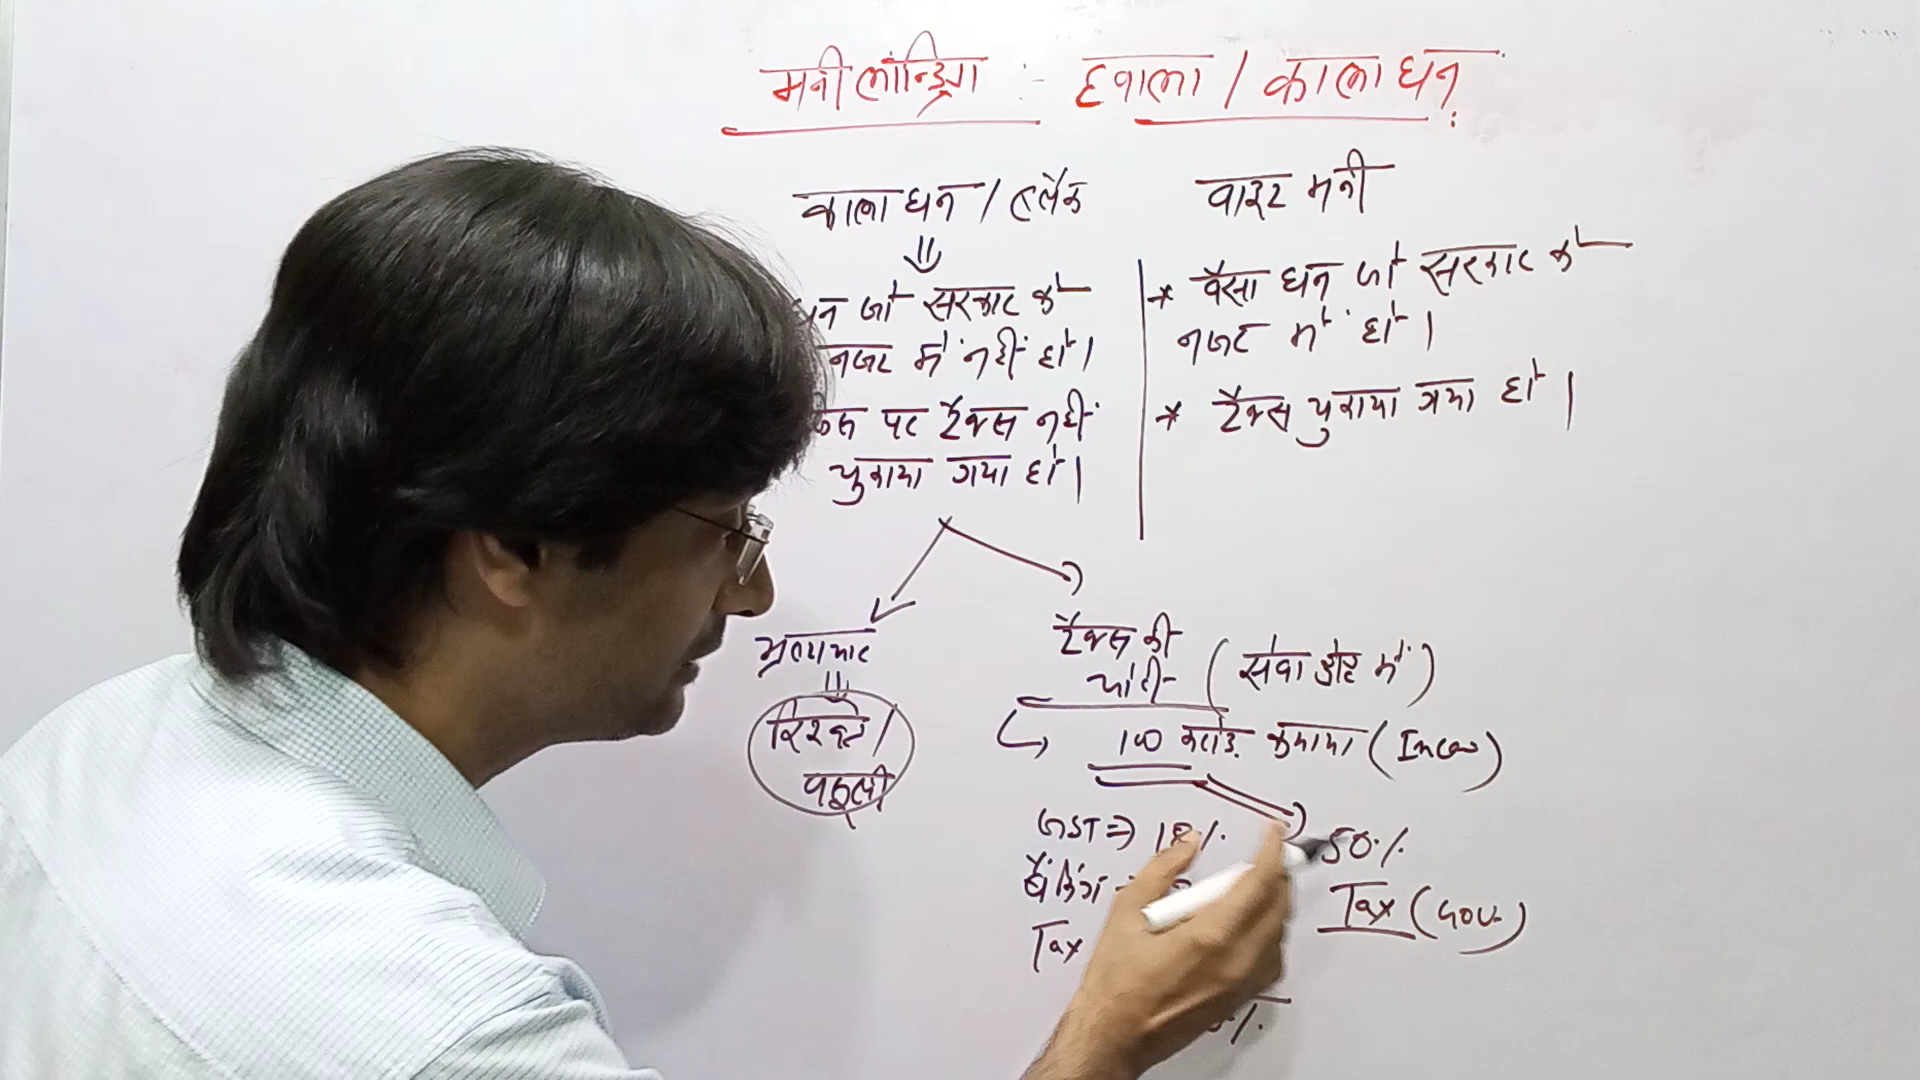 मनी लॉन्ड्रिंग :- हवाला / काला धन :
काला धन / ब्लैक
धन जो सरकार के
नजर में नहीं हो।
जिस पर टैक्स नहीं
चुकाया गया हो।
वाइट मनी
* वैसा धन जो सरकार के
नजर में हो।
* टैक्स चुकाया गया हो।
भ्रष्टाचार
रिश्वत /
टैक्स की
चोरी
(सेवा क्षेत्र में)
100 करोड़ कमाया (Income)
GST ⇒ 18%
बैंकिंग
Tax
50%
Tax (Gov)